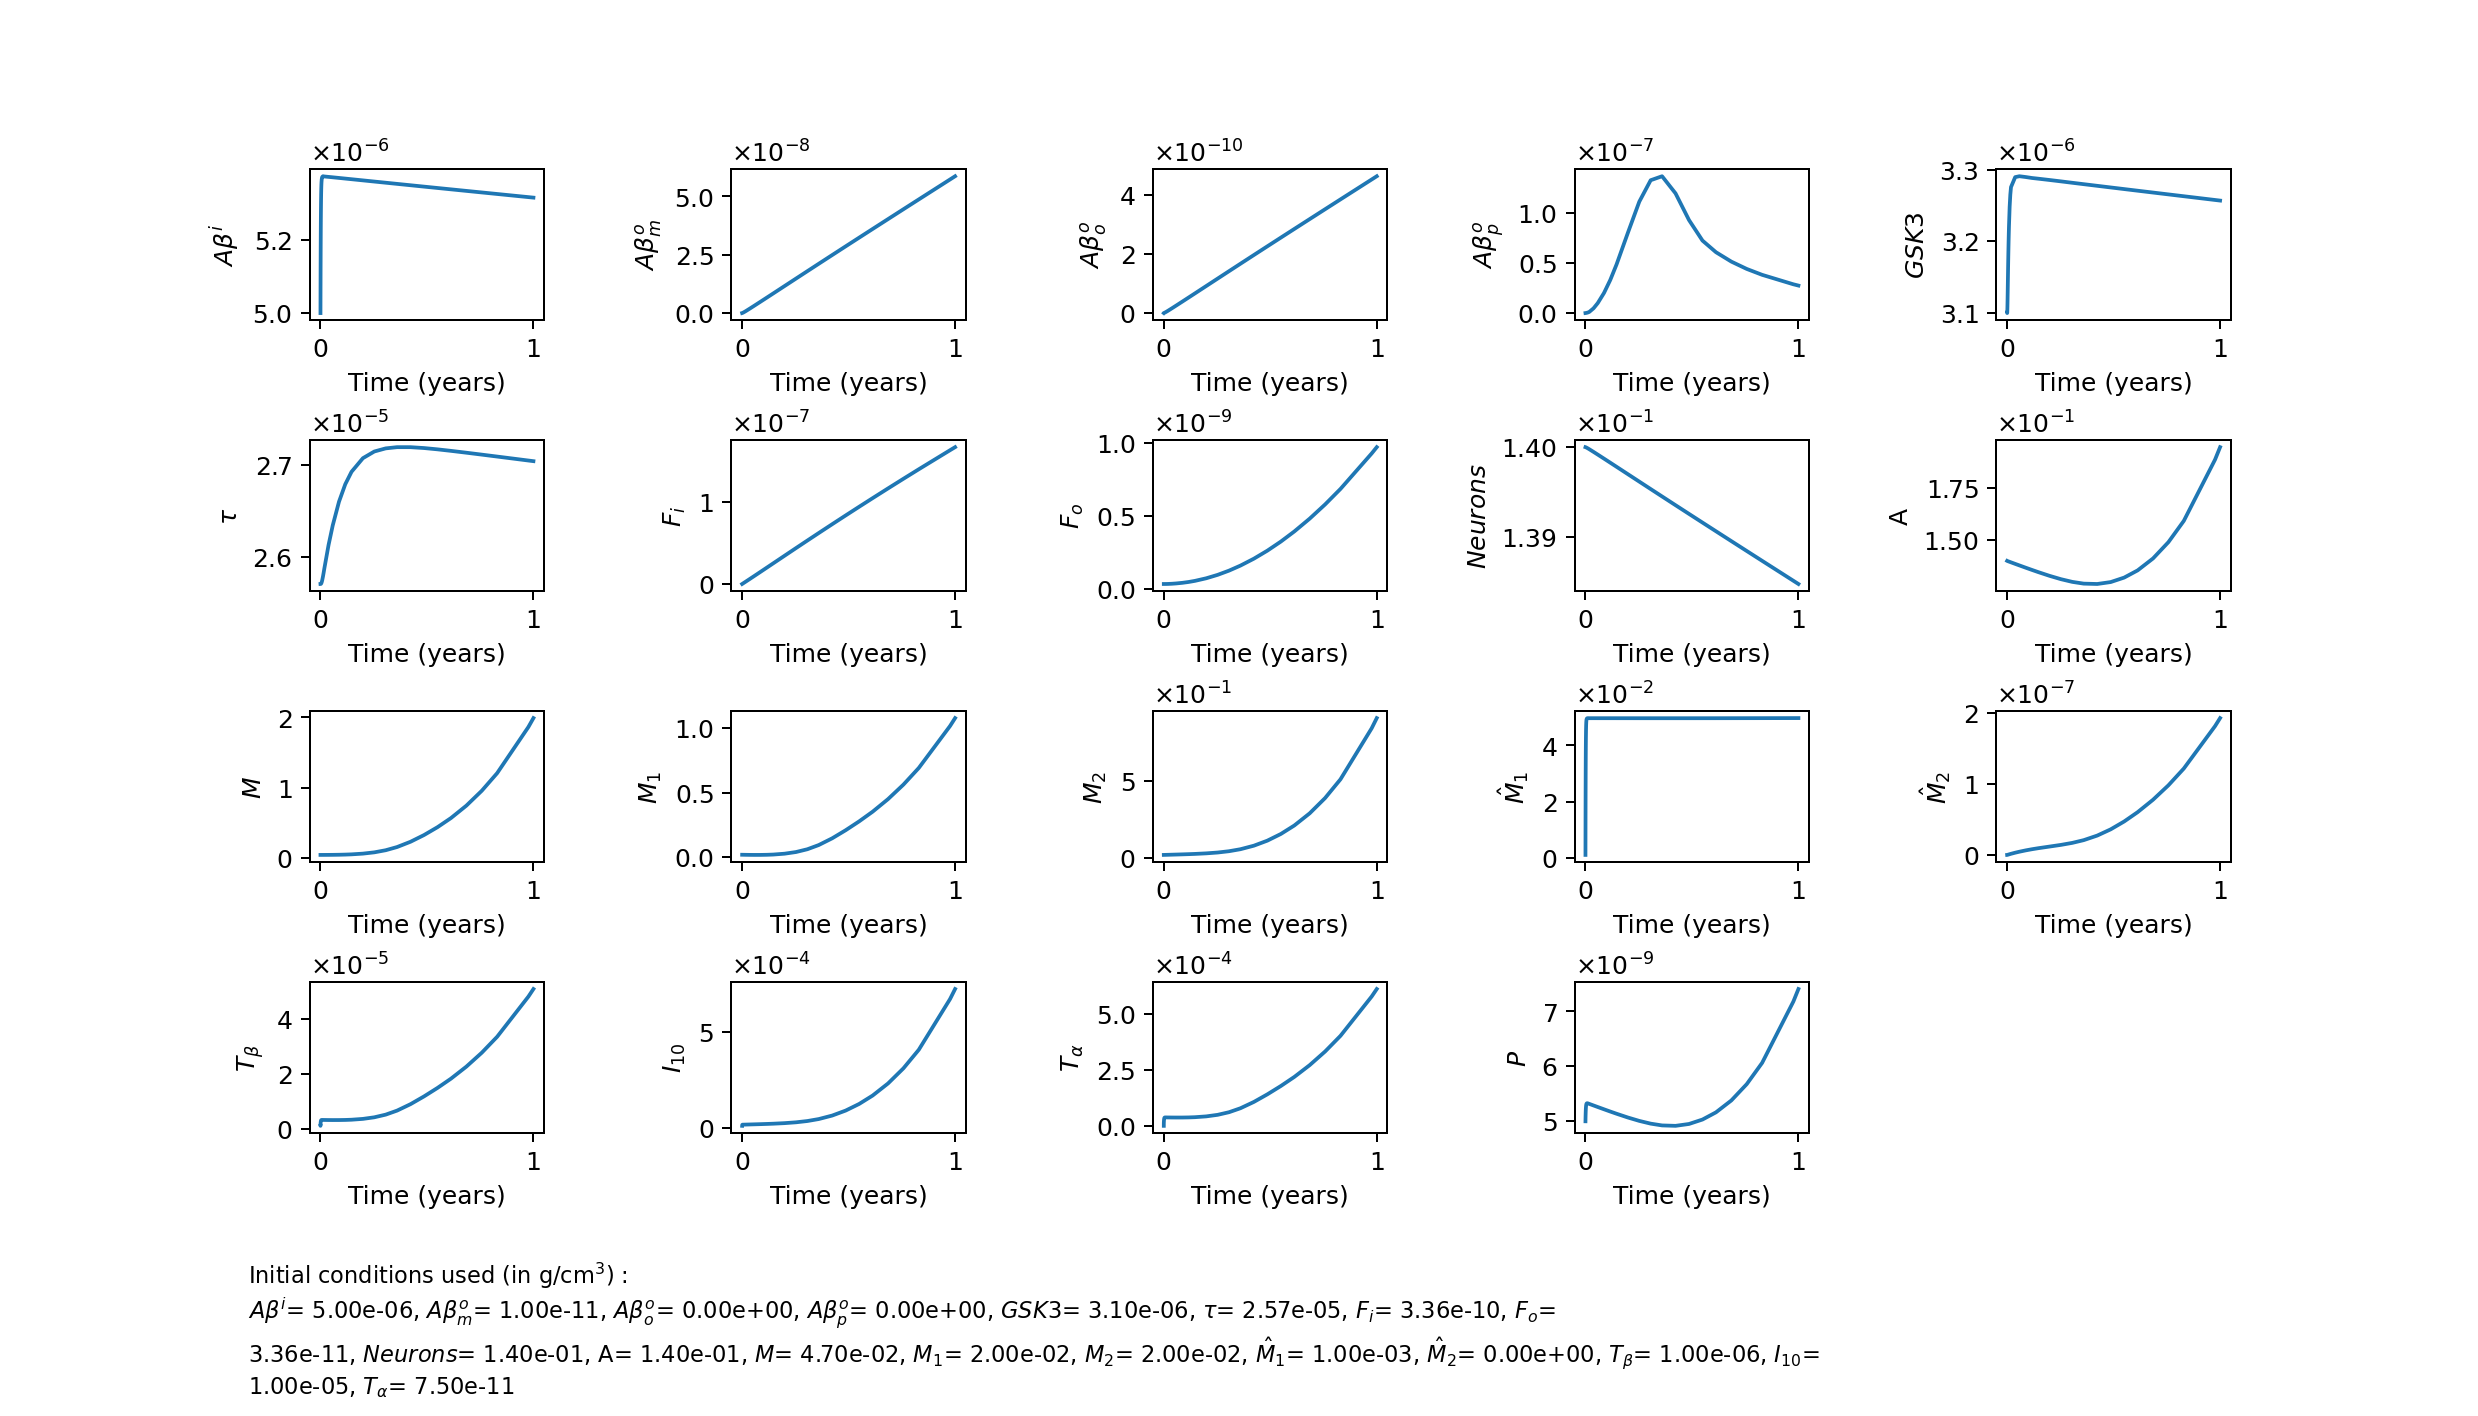 ×10⁻⁶ ×10⁻⁸ ×10⁻¹⁰ ×10⁻⁷ ×10⁻⁶
Aβⁱ 5.2 5.0
Aβₘᵒ 5.0 2.5 0.0
Aβₒᵒ 4 2 0
Aβₚᵒ 1.0 0.5 0.0
GSK3 3.3 3.2 3.1
0 1 0 1 0 1 0 1 0 1
Time (years) Time (years) Time (years) Time (years) Time (years)
×10⁻⁵ ×10⁻⁷ ×10⁻⁹ ×10⁻¹ ×10⁻¹
τ 2.7 2.6
Fᵢ 1 0
Fₒ 1.0 0.5 0.0
Neurons 1.40 1.39
A 1.75 1.50
0 1 0 1 0 1 0 1 0 1
Time (years) Time (years) Time (years) Time (years) Time (years)
×10⁻¹ ×10⁻² ×10⁻⁷
M 2 1 0
M₁ 1.0 0.5 0.0
M₂ 5 0
M̂₁ 4 2 0
M̂₂ 2 1 0
0 1 0 1 0 1 0 1 0 1
Time (years) Time (years) Time (years) Time (years) Time (years)
×10⁻⁵ ×10⁻⁴ ×10⁻⁴ ×10⁻⁹
Tᵦ 4 2 0
I₁₀ 5 0
T_α 5.0 2.5 0.0
P 7 6 5
0 1 0 1 0 1 0 1
Time (years) Time (years) Time (years) Time (years)
Initial conditions used (in g/cm³) :
Aβⁱ= 5.00e-06, Aβₘᵒ= 1.00e-11, Aβₒᵒ= 0.00e+00, Aβₚᵒ= 0.00e+00, GSK3= 3.10e-06, τ= 2.57e-05, Fᵢ= 3.36e-10, Fₒ=
3.36e-11, Neurons= 1.40e-01, A= 1.40e-01, M= 4.70e-02, M₁= 2.00e-02, M₂= 2.00e-02, M̂₁= 1.00e-03, M̂₂= 0.00e+00, Tᵦ= 1.00e-06, I₁₀=
1.00e-05, T_α= 7.50e-11